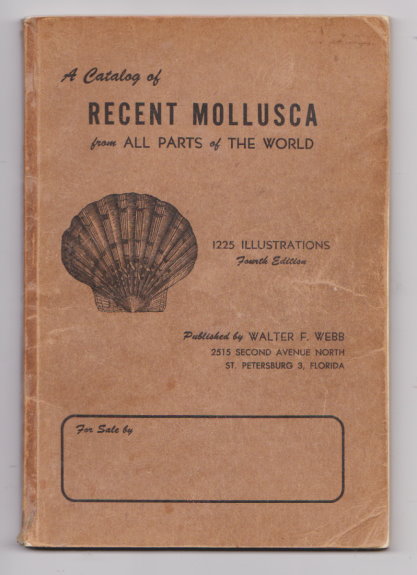 A Catalog of
RECENT MOLLUSCA
from ALL PARTS of THE WORLD
1225 ILLUSTRATIONS
Fourth Edition
Published by WALTER F. WEBB
2515 SECOND AVENUE NORTH
ST. PETERSBURG 3, FLORIDA
For Sale by